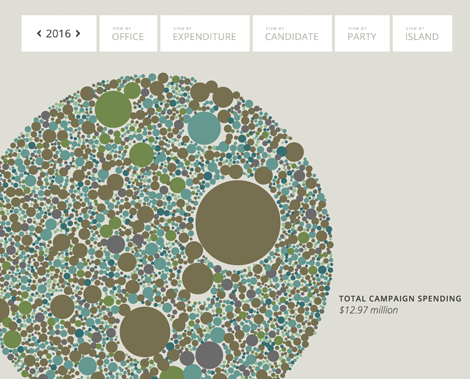 2016
VIEW BY
OFFICE
VIEW BY
EXPENDITURE
VIEW BY
CANDIDATE
VIEW BY
PARTY
VIEW BY
ISLAND
TOTAL CAMPAIGN SPENDING
$12.97 million